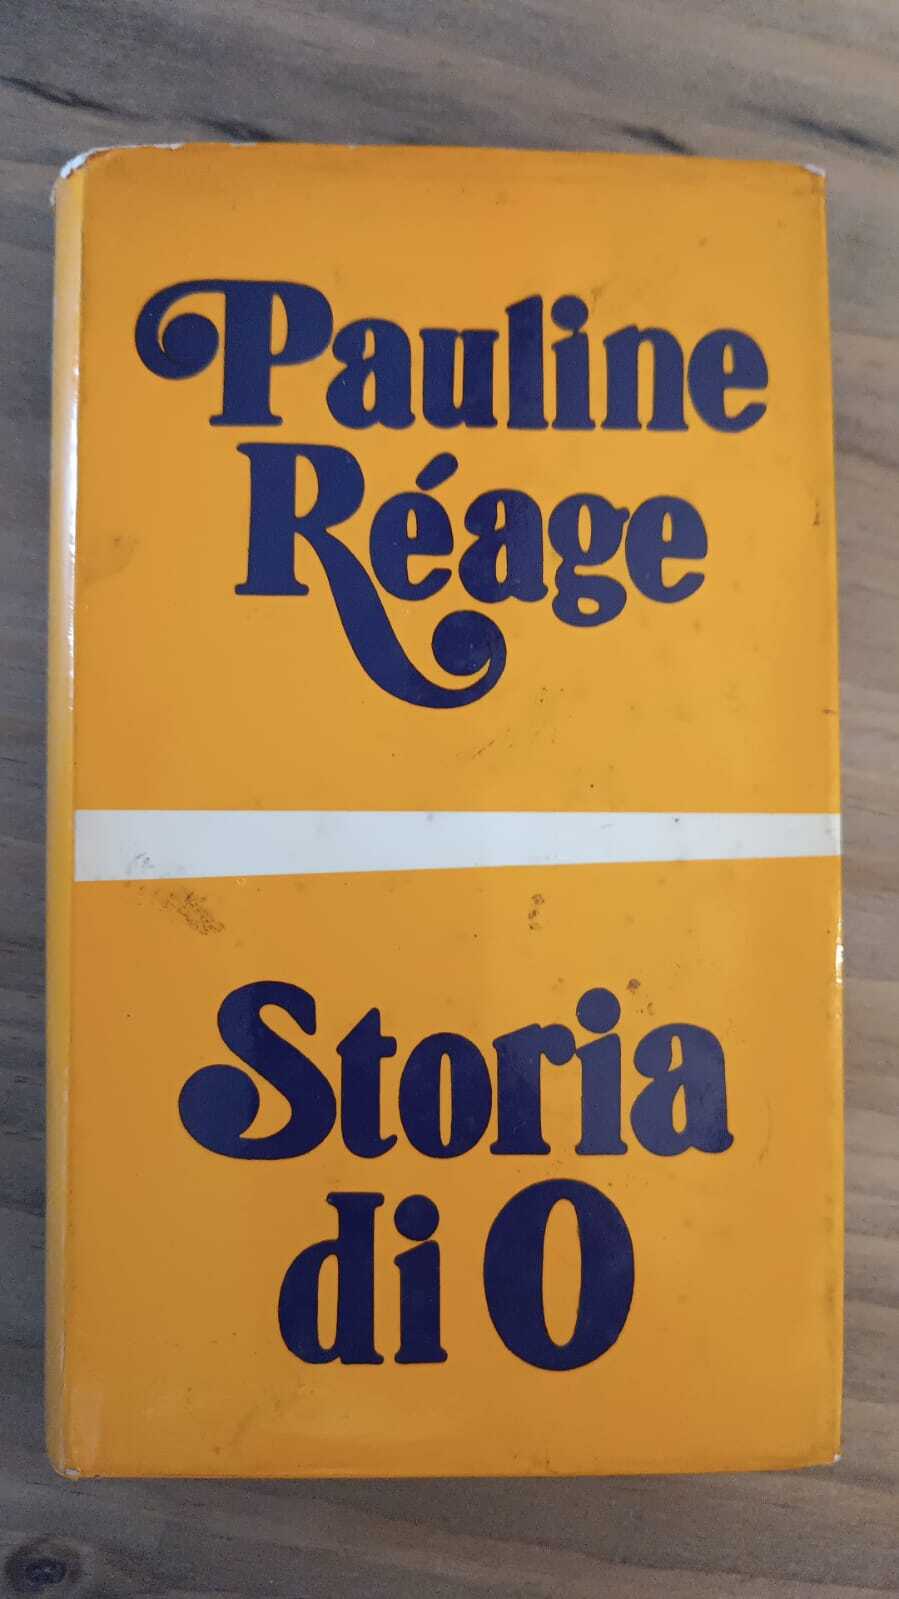 Pauline
Réage
Storia
di O